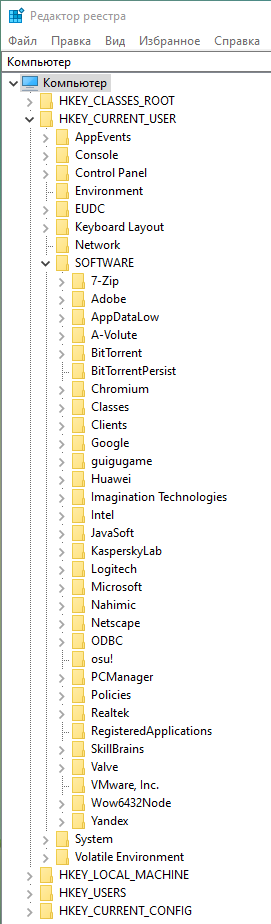 Редактор реестра
Файл Правка Вид Избранное Справка
Компьютер
Компьютер
HKEY_CLASSES_ROOT
HKEY_CURRENT_USER
AppEvents
Console
Control Panel
Environment
EUDC
Keyboard Layout
Network
SOFTWARE
7-Zip
Adobe
AppDataLow
A-Volute
BitTorrent
BitTorrentPersist
Chromium
Classes
Clients
Google
guigugame
Huawei
Imagination Technologies
Intel
JavaSoft
KasperskyLab
Logitech
Microsoft
Nahimic
Netscape
ODBC
osu!
PCManager
Policies
Realtek
RegisteredApplications
SkillBrains
Valve
VMware, Inc.
Wow6432Node
Yandex
System
Volatile Environment
HKEY_LOCAL_MACHINE
HKEY_USERS
HKEY_CURRENT_CONFIG